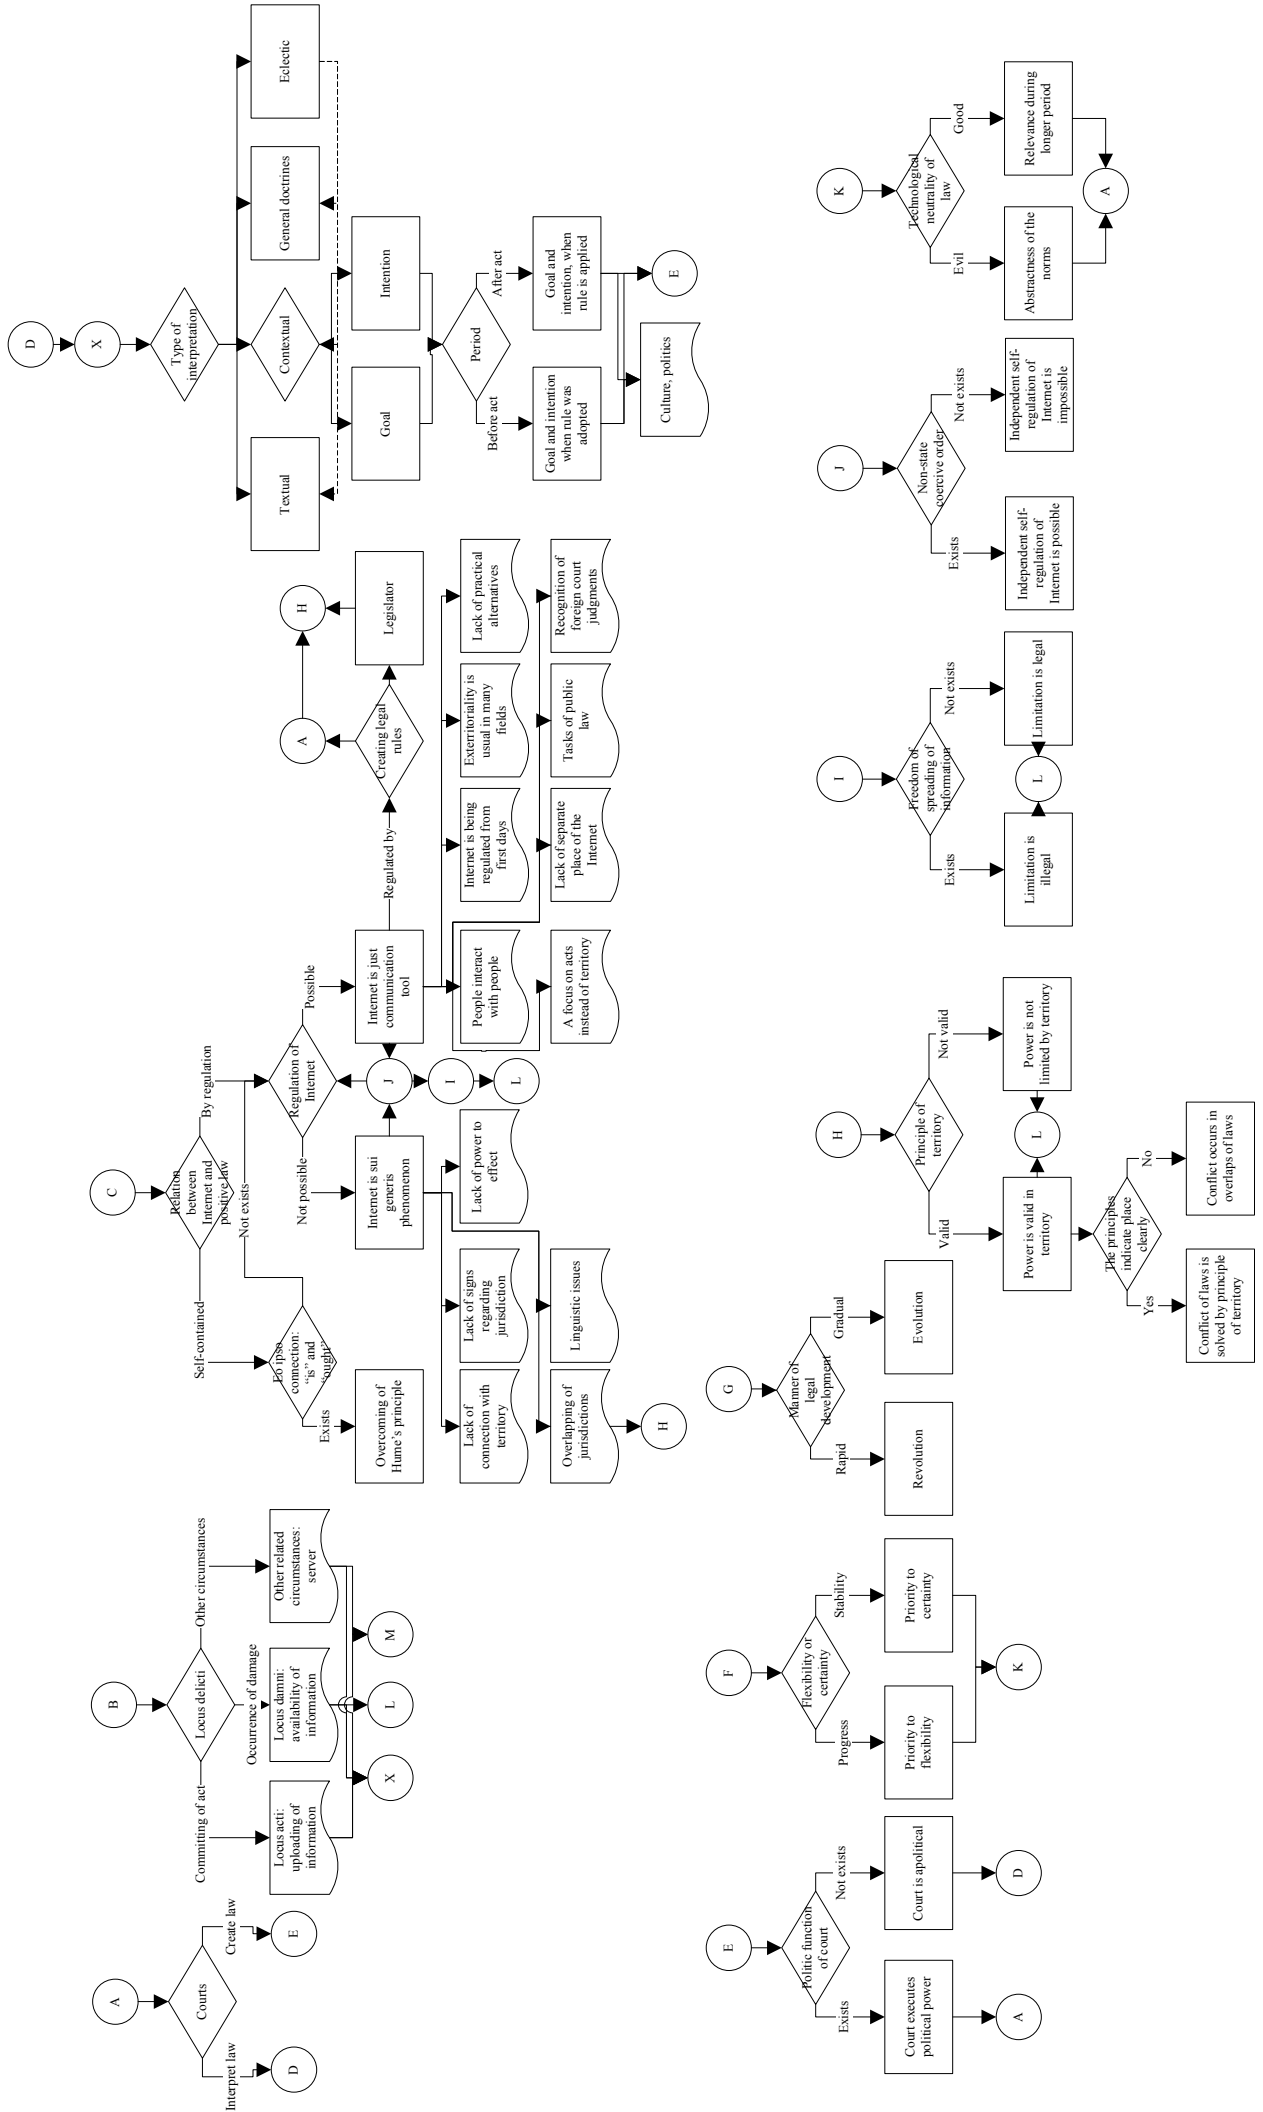 A
Courts
Interpret law
Create law
D
E
B
Locus delicti
Committing of act
Occurrence of damage
Other circumstances
Locus acti:
uploading of
information
Locus damni:
availability of
information
Other related
circumstances:
server
X
L
M
C
Relation
between
Internet and
positive law
Self-contained
By regulation
Eo ipso
connection:
“is” and
“ought”
Exists
Not exists
Overcoming of
Hume’s principle
Regulation of
Internet
Not possible
Possible
Internet is sui
generis
phenomenon
J
I
L
Internet is just
communication
tool
Regulated by
Creating legal
rules
A
H
Legislator
Lack of
connection with
territory
Lack of signs
regarding
jurisdiction
Lack of power to
effect
Overlapping of
jurisdictions
Linguistic issues
H
People interact
with people
Internet is being
regulated from
first days
Exterritoriality is
usual in many
fields
Lack of practical
alternatives
A focus on acts
instead of territory
Lack of separate
place of the
Internet
Tasks of public
law
Recognition of
foreign court
judgments
D
X
Type of
interpretation
Textual
Contextual
General doctrines
Eclectic
Goal
Intention
Period
Before act
After act
Goal and intention
when rule was
adopted
Goal and
intention, when
rule is applied
Culture, politics
E
E
Politic function
of court
Exists
Not exists
Court executes
political power
Court is apolitical
A
D
F
Flexibility or
certainty
Progress
Stability
Priority to
flexibility
Priority to
certainty
K
G
Manner of
legal
development
Rapid
Gradual
Revolution
Evolution
H
Principle of
territory
Valid
Not valid
Power is valid in
territory
L
Power is not
limited by territory
The principles
indicate place
clearly
Yes
No
Conflict of laws is
solved by principle
of territory
Conflict occurs in
overlaps of laws
I
Freedom of
spreading of
information
Exists
Not exists
Limitation is
illegal
L
Limitation is legal
J
Non-state
coercive order
Exists
Not exists
Independent self-
regulation of
Internet is possible
Independent self-
regulation of
Internet is
impossible
K
Technological
neutrality of
law
Evil
Good
Abstractness of the
norms
Relevance during
longer period
A